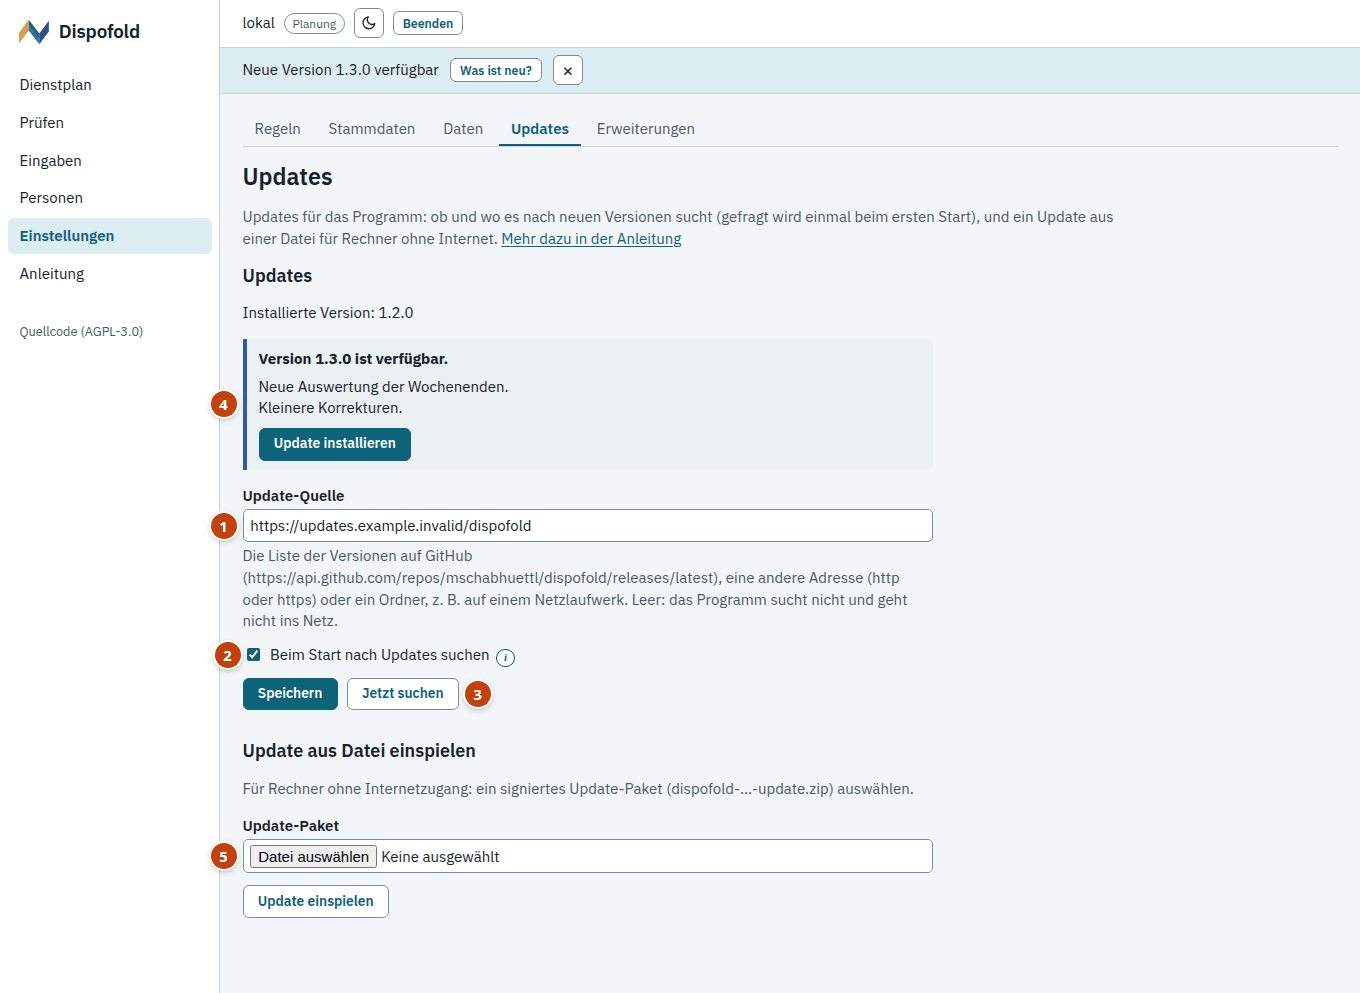 Dispofold
Dienstplan
Prüfen
Eingaben
Personen
Einstellungen
Anleitung
Quellcode (AGPL-3.0)
lokal Planung Beenden
Neue Version 1.3.0 verfügbar Was ist neu? ×
Regeln Stammdaten Daten Updates Erweiterungen
Updates
Updates für das Programm: ob und wo es nach neuen Versionen sucht (gefragt wird einmal beim ersten Start), und ein Update aus
einer Datei für Rechner ohne Internet. Mehr dazu in der Anleitung
Updates
Installierte Version: 1.2.0
Version 1.3.0 ist verfügbar.
Neue Auswertung der Wochenenden.
Kleinere Korrekturen.
4
Update installieren
Update-Quelle
1 https://updates.example.invalid/dispofold
Die Liste der Versionen auf GitHub
(https://api.github.com/repos/mschabhuettl/dispofold/releases/latest), eine andere Adresse (http
oder https) oder ein Ordner, z. B. auf einem Netzlaufwerk. Leer: das Programm sucht nicht und geht
nicht ins Netz.
2 Beim Start nach Updates suchen i
Speichern Jetzt suchen 3
Update aus Datei einspielen
Für Rechner ohne Internetzugang: ein signiertes Update-Paket (dispofold-…-update.zip) auswählen.
Update-Paket
5 Datei auswählen Keine ausgewählt
Update einspielen